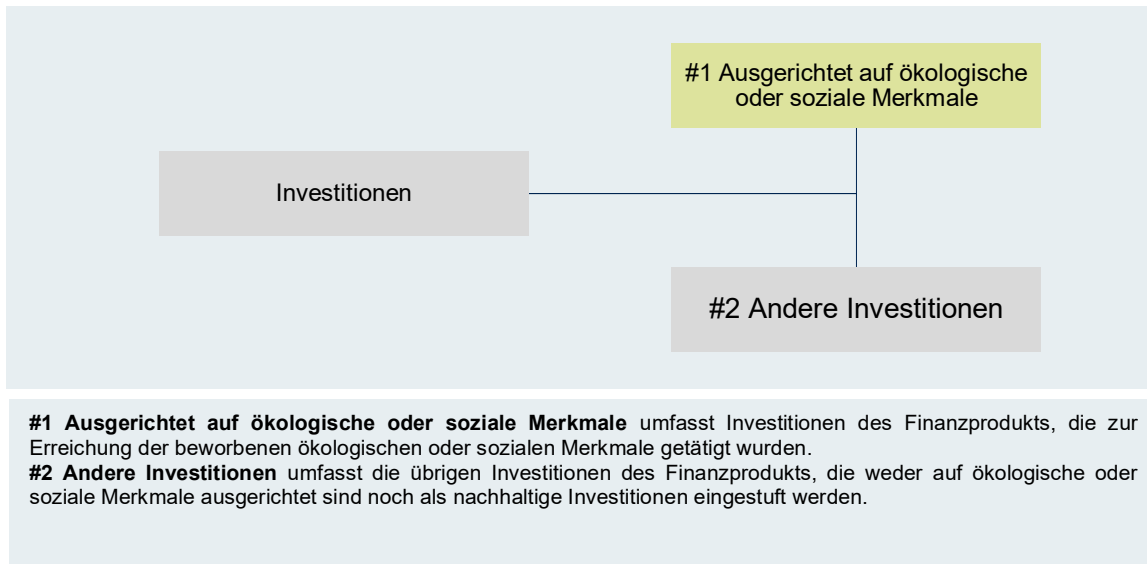 #1 Ausgerichtet auf ökologische
oder soziale Merkmale
Investitionen
#2 Andere Investitionen
#1 Ausgerichtet auf ökologische oder soziale Merkmale umfasst Investitionen des Finanzprodukts, die zur
Erreichung der beworbenen ökologischen oder sozialen Merkmale getätigt wurden.
#2 Andere Investitionen umfasst die übrigen Investitionen des Finanzprodukts, die weder auf ökologische oder
soziale Merkmale ausgerichtet sind noch als nachhaltige Investitionen eingestuft werden.